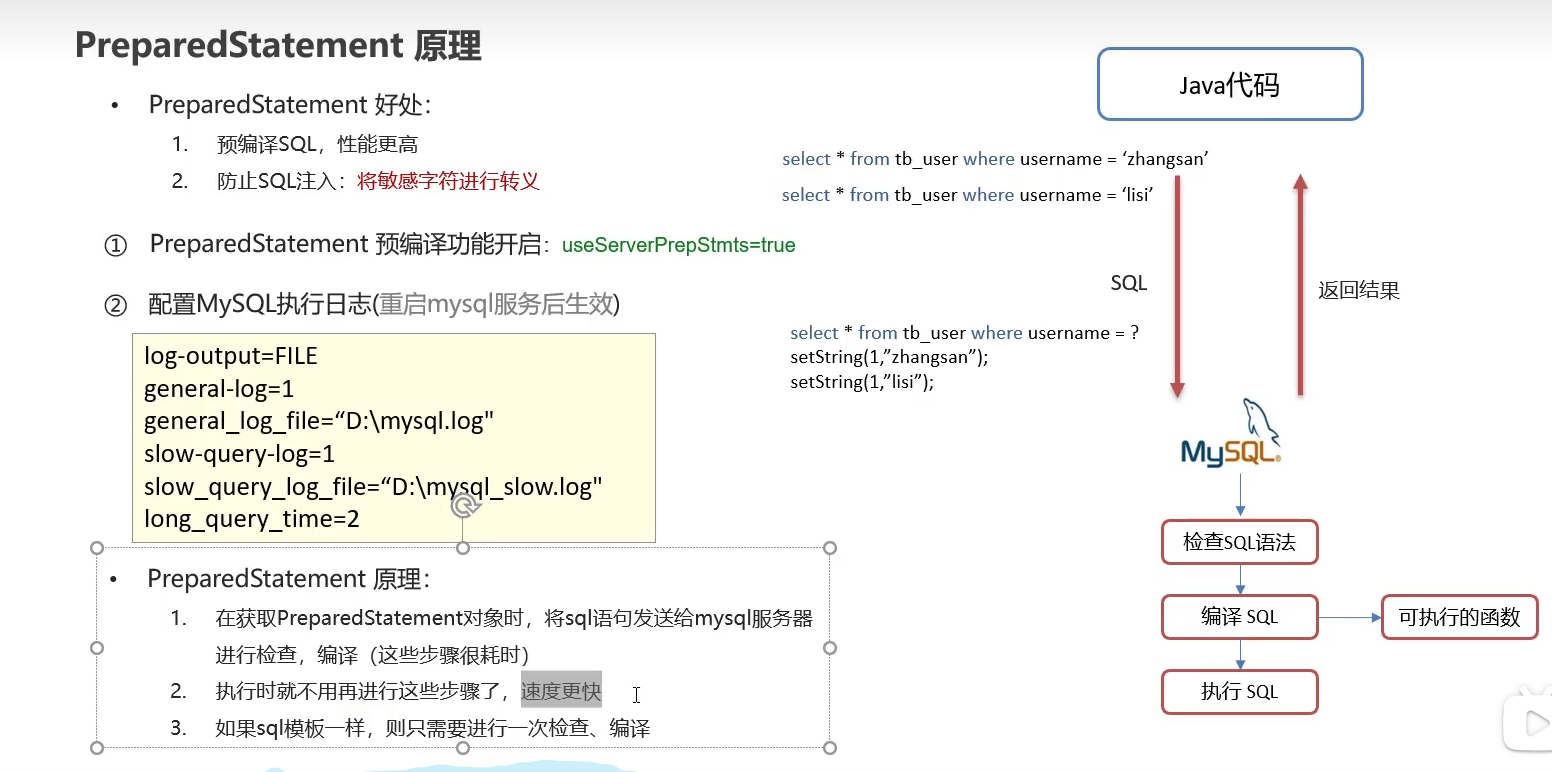 PreparedStatement 原理
• PreparedStatement 好处：
1. 预编译SQL，性能更高
2. 防止SQL注入：将敏感字符进行转义
① PreparedStatement 预编译功能开启：useServerPrepStmts=true
② 配置MySQL执行日志(重启mysql服务后生效)
log-output=FILE
general-log=1
general_log_file=“D:\mysql.log"
slow-query-log=1
slow_query_log_file=“D:\mysql_slow.log"
long_query_time=2
• PreparedStatement 原理：
1. 在获取PreparedStatement对象时，将sql语句发送给mysql服务器
进行检查，编译（这些步骤很耗时）
2. 执行时就不用再进行这些步骤了，速度更快
3. 如果sql模板一样，则只需要进行一次检查、编译
Java代码
select * from tb_user where username = ‘zhangsan’
select * from tb_user where username = ‘lisi’
SQL
返回结果
select * from tb_user where username = ?
setString(1,”zhangsan”);
setString(1,”lisi”);
MySQL
检查SQL语法
编译 SQL
可执行的函数
执行 SQL